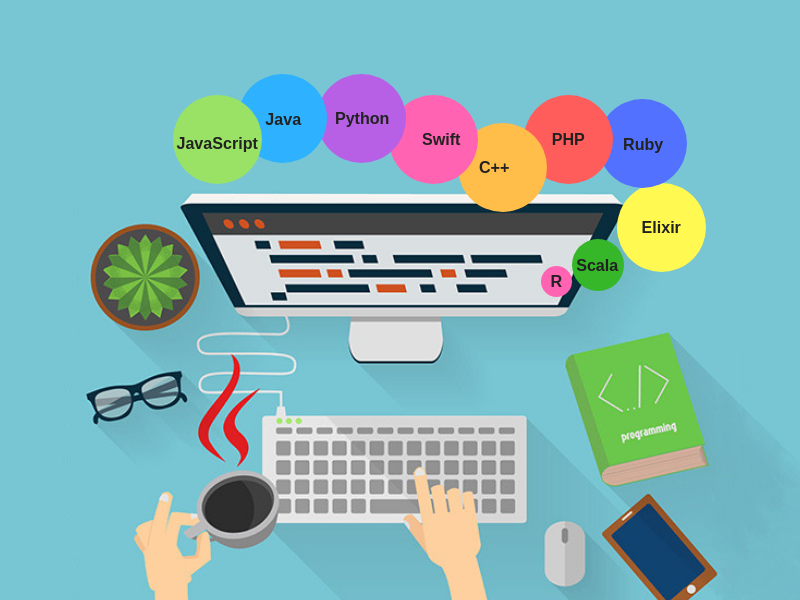 JavaScript
Java
Python
Swift
C++
PHP
Ruby
Elixir
Scala
R
</>
programming